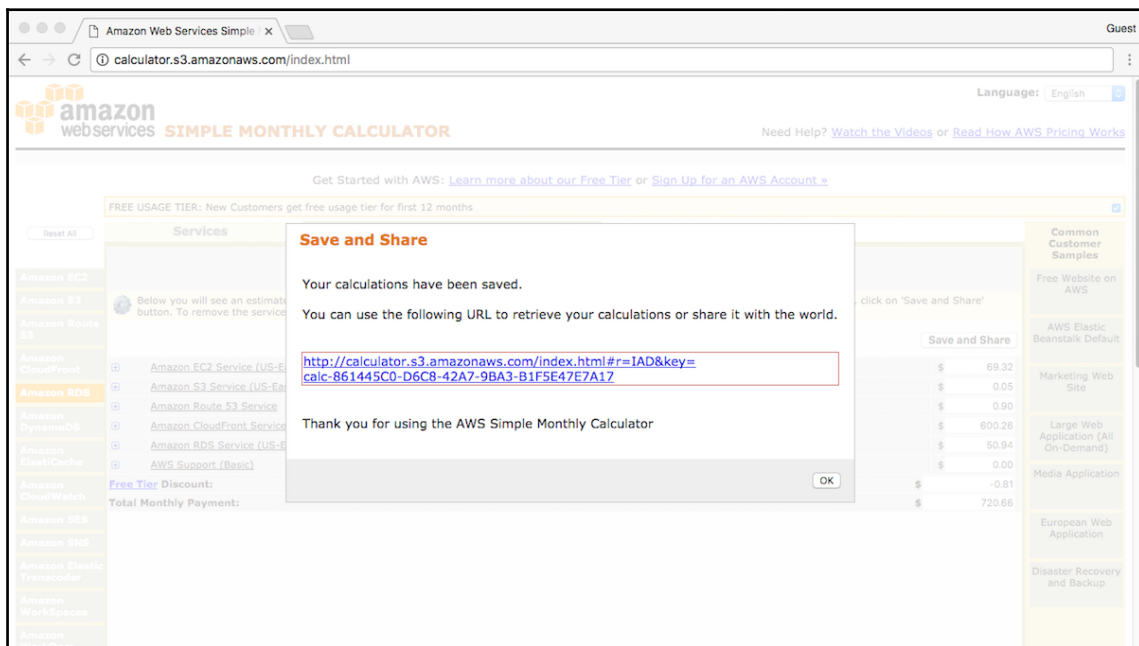 Amazon Web Services Simple
Guest
calculator.s3.amazonaws.com/index.html
amazon
webservices
SIMPLE MONTHLY CALCULATOR
Language: English
Need Help? Watch the Videos or Read How AWS Pricing Works
Get Started with AWS: Learn more about our Free Tier or Sign Up for an AWS Account »
FREE USAGE TIER: New Customers get free usage tier for first 12 months
Reset All
Services
Save and Share
Your calculations have been saved.
You can use the following URL to retrieve your calculations or share it with the world.
http://calculator.s3.amazonaws.com/index.html#r=IAD&key=
calc-861445C0-D6C8-42A7-9BA3-B1F5E47E7A17
Thank you for using the AWS Simple Monthly Calculator
OK
Amazon EC2
Amazon S3
Amazon Route
53
Amazon
CloudFront
Amazon RDS
Amazon
DynamoDB
Amazon
ElastiCache
Amazon
CloudWatch
Amazon SES
Amazon SNS
Amazon Elastic
Transcoder
Amazon
WorkSpaces
Amazon
Below you will see an estimate
button. To remove the service
, click on 'Save and Share'
Save and Share
Amazon EC2 Service (US-E
$ 69.32
Amazon S3 Service (US-Ea
$ 0.05
Amazon Route 53 Service
$ 0.90
Amazon CloudFront Service
$ 600.26
Amazon RDS Service (US-E
$ 50.94
AWS Support (Basic)
$ 0.00
Free Tier Discount:
$ -0.81
Total Monthly Payment:
$ 720.66
Common
Customer
Samples
Free Website on
AWS
AWS Elastic
Beanstalk Default
Marketing Web
Site
Large Web
Application (All
On-Demand)
Media Application
European Web
Application
Disaster Recovery
and Backup